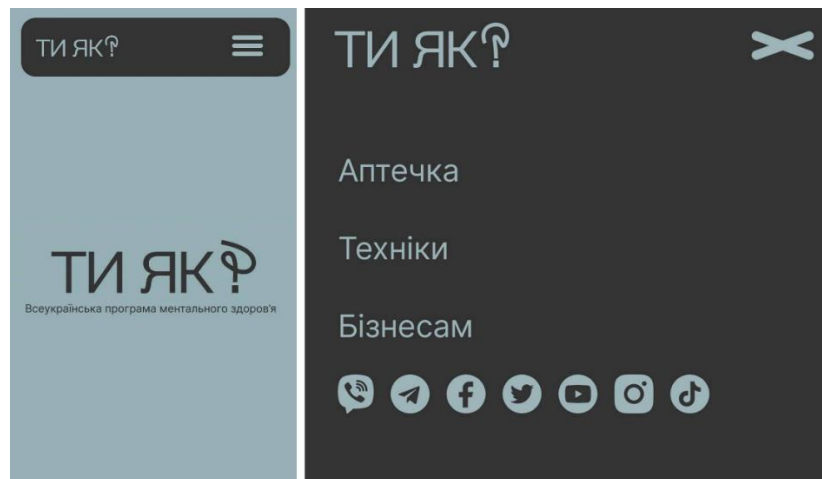 ТИ ЯК?
ТИ ЯК?
Всеукраїнська програма ментального здоров'я
ТИ ЯК?
Аптечка
Техніки
Бізнесам